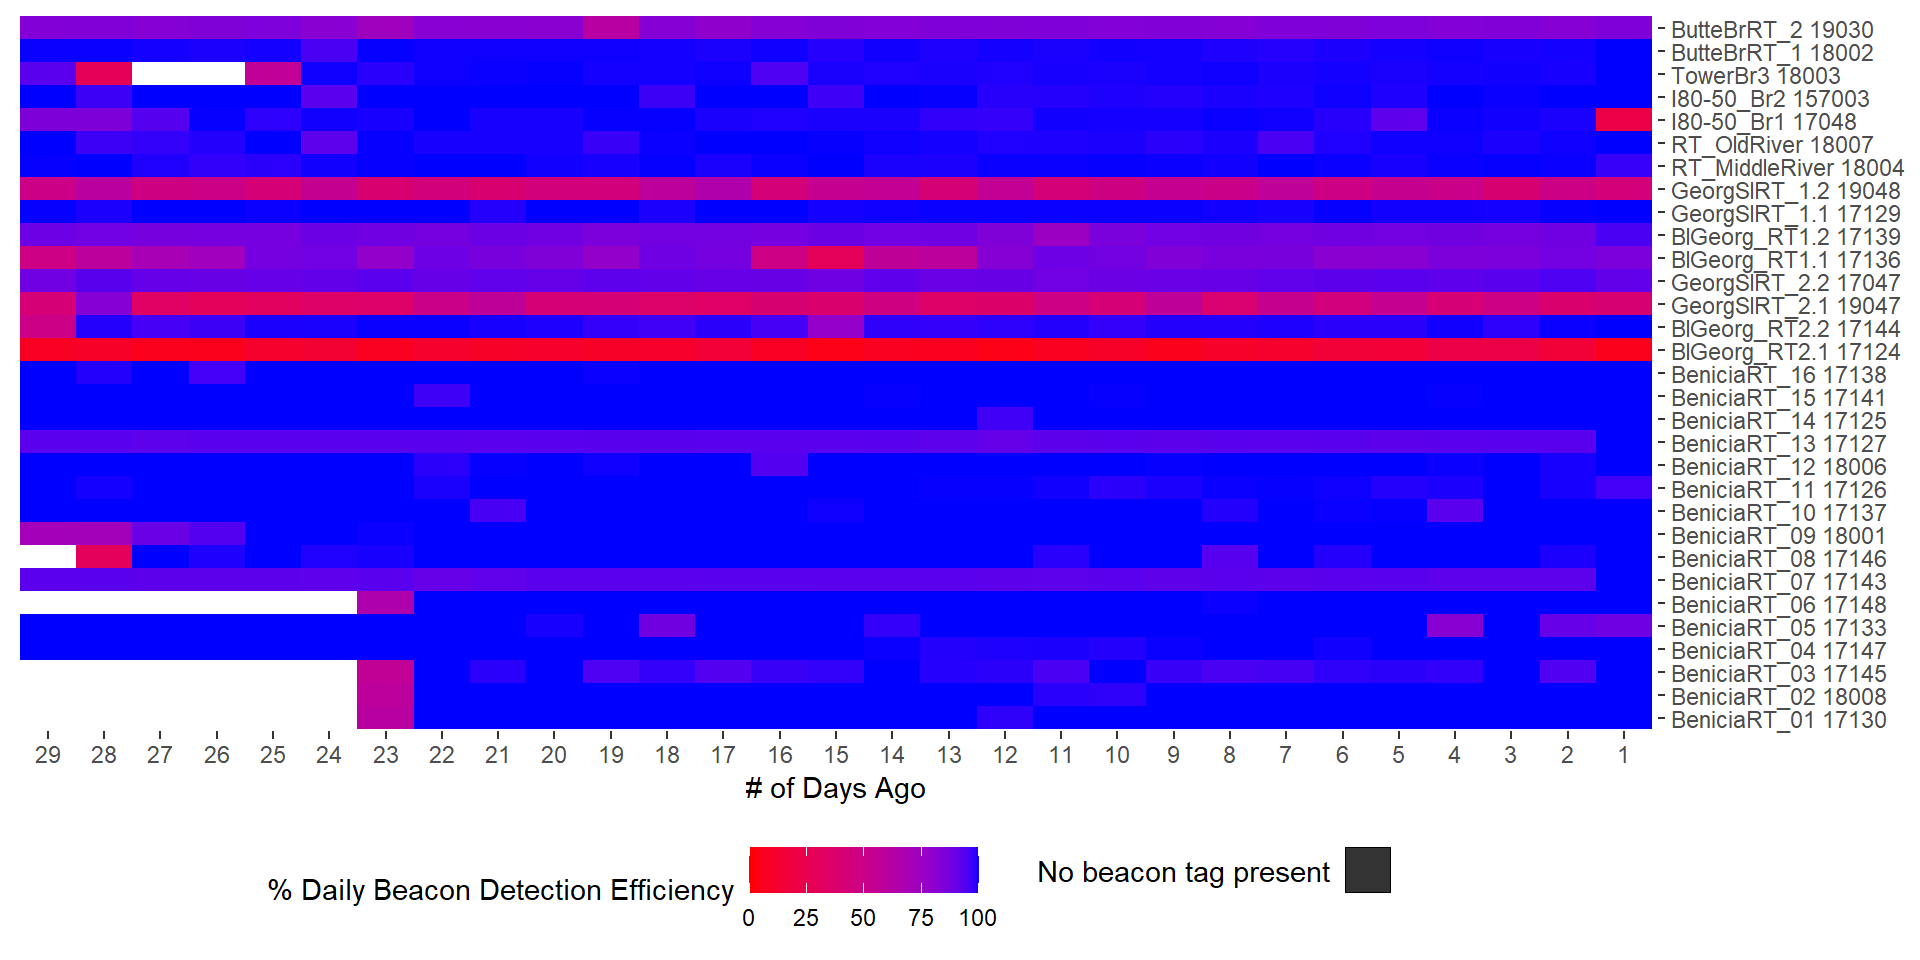 ButteBrRT_2 19030
ButteBrRT_1 18002
TowerBr3 18003
I80-50_Br2 157003
I80-50_Br1 17048
RT_OldRiver 18007
RT_MiddleRiver 18004
GeorgSlRT_1.2 19048
GeorgSlRT_1.1 17129
BlGeorg_RT1.2 17139
BlGeorg_RT1.1 17136
GeorgSlRT_2.2 17047
GeorgSlRT_2.1 19047
BlGeorg_RT2.2 17144
BlGeorg_RT2.1 17124
BeniciaRT_16 17138
BeniciaRT_15 17141
BeniciaRT_14 17125
BeniciaRT_13 17127
BeniciaRT_12 18006
BeniciaRT_11 17126
BeniciaRT_10 17137
BeniciaRT_09 18001
BeniciaRT_08 17146
BeniciaRT_07 17143
BeniciaRT_06 17148
BeniciaRT_05 17133
BeniciaRT_04 17147
BeniciaRT_03 17145
BeniciaRT_02 18008
BeniciaRT_01 17130
29 28 27 26 25 24 23 22 21 20 19 18 17 16 15 14 13 12 11 10 9 8 7 6 5 4 3 2 1
# of Days Ago
% Daily Beacon Detection Efficiency
0 25 50 75 100
No beacon tag present